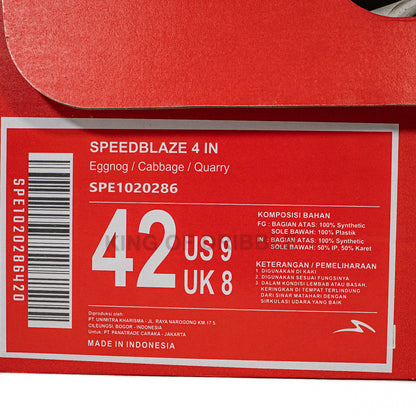 SPEEDBLAZE 4 IN
Eggnog / Cabbage / Quarry
SPE1020286
SPE1020286420
42
US 9
UK 8
KOMPOSISI BAHAN
FG : BAGIAN ATAS: 100% Synthetic
SOLE BAWAH: 100% Plastik
IN : BAGIAN ATAS: 100% Synthetic
SOLE BAWAH: 50% IP, 50% Karet
KETERANGAN / PEMELIHARAAN
1. DIGUNAKAN DI KAKI
2. DIGUNAKAN SESUAI FUNGSINYA
3. DALAM KONDISI LEMBAB ATAU BASAH,
KERINGKAN DI TEMPAT TERLINDUNG
DARI SINAR MATAHARI DENGAN
SIRKULASI UDARA YANG BAIK
Diproduksi oleh:
PT. UNIMITRA KHARISMA - JL. RAYA NAROGONG KM.17.5
CILEUNGSI, BOGOR - INDONESIA
Untuk: PT. PANATRADE CARAKA - JAKARTA
MADE IN INDONESIA